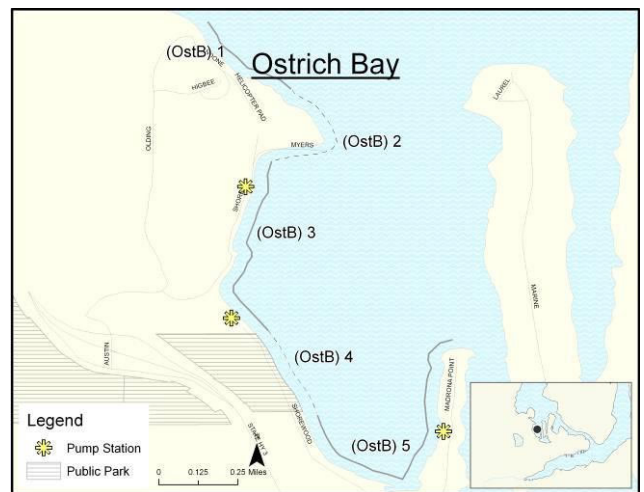 Ostrich Bay
(OstB) 1
HIGBEE
HELICOPTER PAD
OLDING
LAUREL
MYERS
(OstB) 2
(OstB) 3
MARINE
(OstB) 4
AUSTIN
MADRONA POINT
SHOREWOOD
(OstB) 5
Legend
Pump Station
Public Park
0 0.125 0.25
Miles